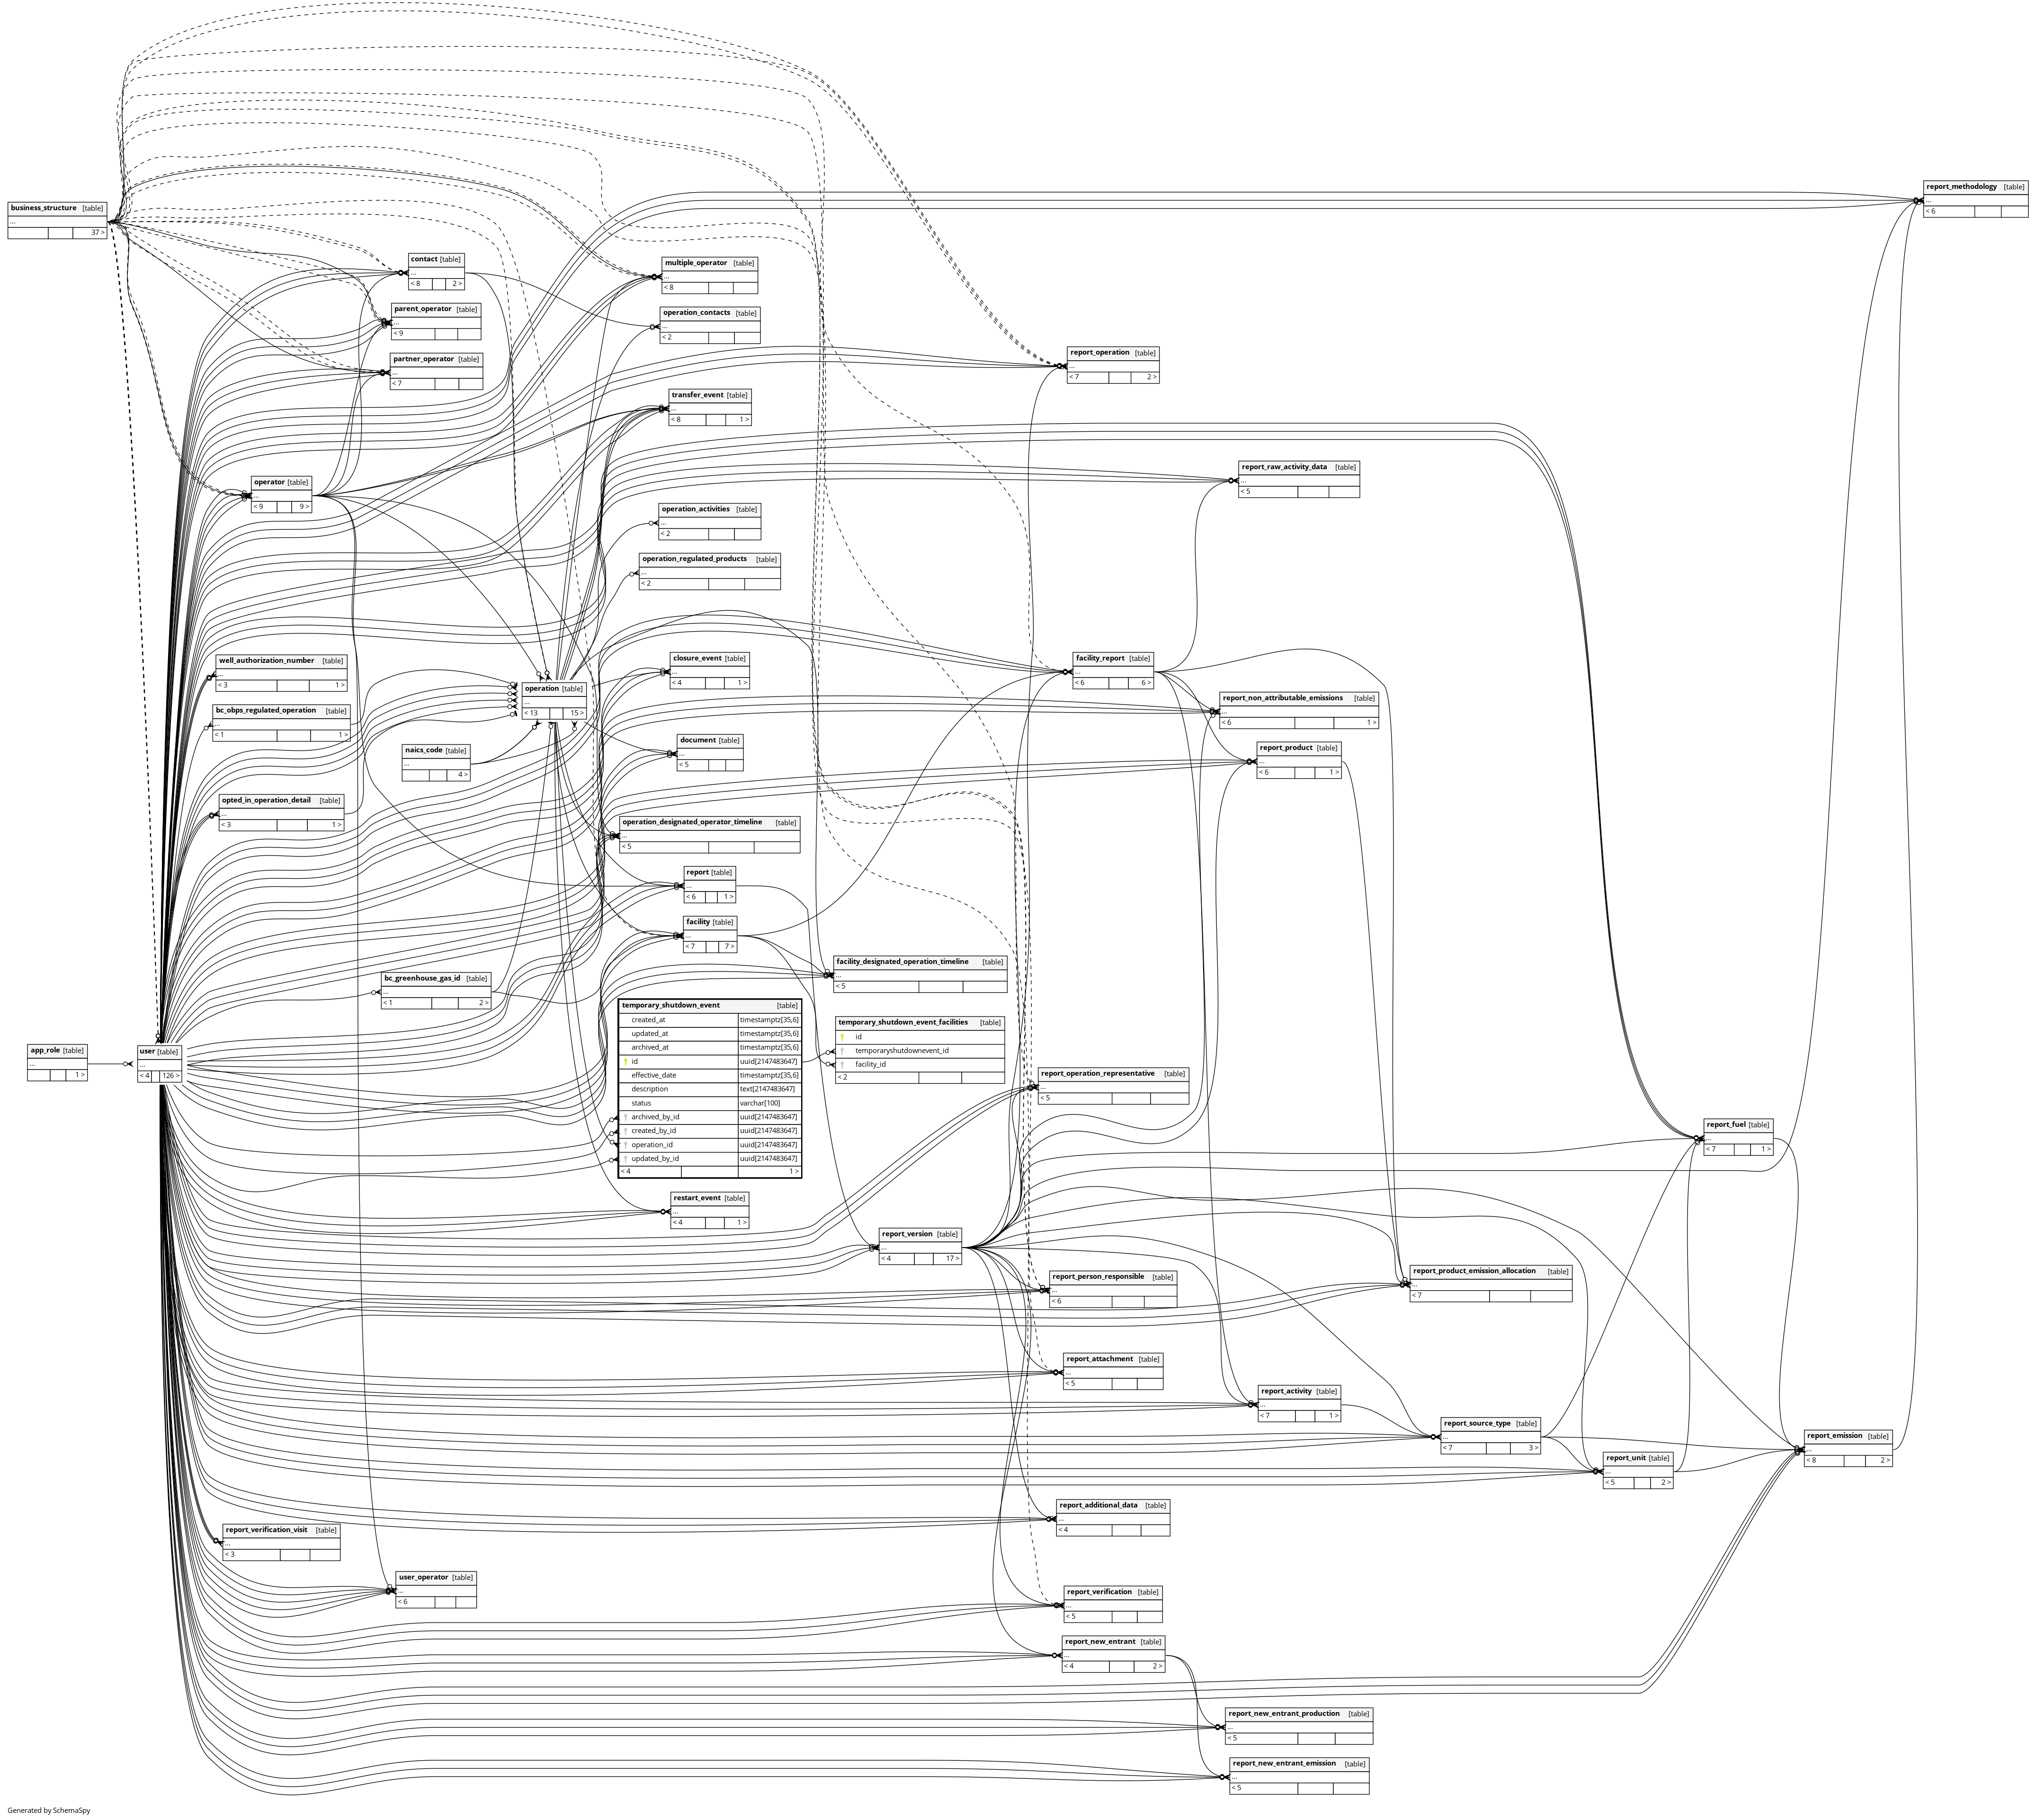 business_structure [table]
...
37 >
report_methodology [table]
...
< 6
contact [table]
...
< 8 2 >
multiple_operator [table]
...
< 8
parent_operator [table]
...
< 9
operation_contacts [table]
...
< 2
partner_operator [table]
...
< 7
report_operation [table]
...
< 7 2 >
transfer_event [table]
...
< 8 1 >
operator [table]
...
< 9 9 >
report_raw_activity_data [table]
...
< 5
operation_activities [table]
...
< 2
operation_regulated_products [table]
...
< 2
well_authorization_number [table]
...
< 3 1 >
closure_event [table]
...
< 4 1 >
facility_report [table]
...
< 6 6 >
operation [table]
...
< 13 15 >
report_non_attributable_emissions [table]
...
< 6 1 >
bc_obps_regulated_operation [table]
...
< 1 1 >
naics_code [table]
...
4 >
document [table]
...
< 5
report_product [table]
...
< 6 1 >
opted_in_operation_detail [table]
...
< 3 1 >
operation_designated_operator_timeline [table]
...
< 5
report [table]
...
< 6 1 >
facility [table]
...
< 7 7 >
facility_designated_operation_timeline [table]
...
< 5
bc_greenhouse_gas_id [table]
...
< 1 2 >
temporary_shutdown_event [table]
created_at timestamptz[35,6]
updated_at timestamptz[35,6]
archived_at timestamptz[35,6]
id uuid[2147483647]
effective_date timestamptz[35,6]
description text[2147483647]
status varchar[100]
archived_by_id uuid[2147483647]
created_by_id uuid[2147483647]
operation_id uuid[2147483647]
updated_by_id uuid[2147483647]
< 4 1 >
temporary_shutdown_event_facilities [table]
id
temporaryshutdownevent_id
facility_id
< 2
app_role [table]
...
1 >
user [table]
...
< 4 126 >
report_operation_representative [table]
...
< 5
report_fuel [table]
...
< 7 1 >
restart_event [table]
...
< 4 1 >
report_version [table]
...
< 4 17 >
report_person_responsible [table]
...
< 6
report_product_emission_allocation [table]
...
< 7
report_attachment [table]
...
< 5
report_activity [table]
...
< 7 1 >
report_source_type [table]
...
< 7 3 >
report_emission [table]
...
< 8 2 >
report_unit [table]
...
< 5 2 >
report_additional_data [table]
...
< 4
report_verification_visit [table]
...
< 3
user_operator [table]
...
< 6
report_verification [table]
...
< 5
report_new_entrant [table]
...
< 4 2 >
report_new_entrant_production [table]
...
< 5
report_new_entrant_emission [table]
...
< 5
Generated by SchemaSpy